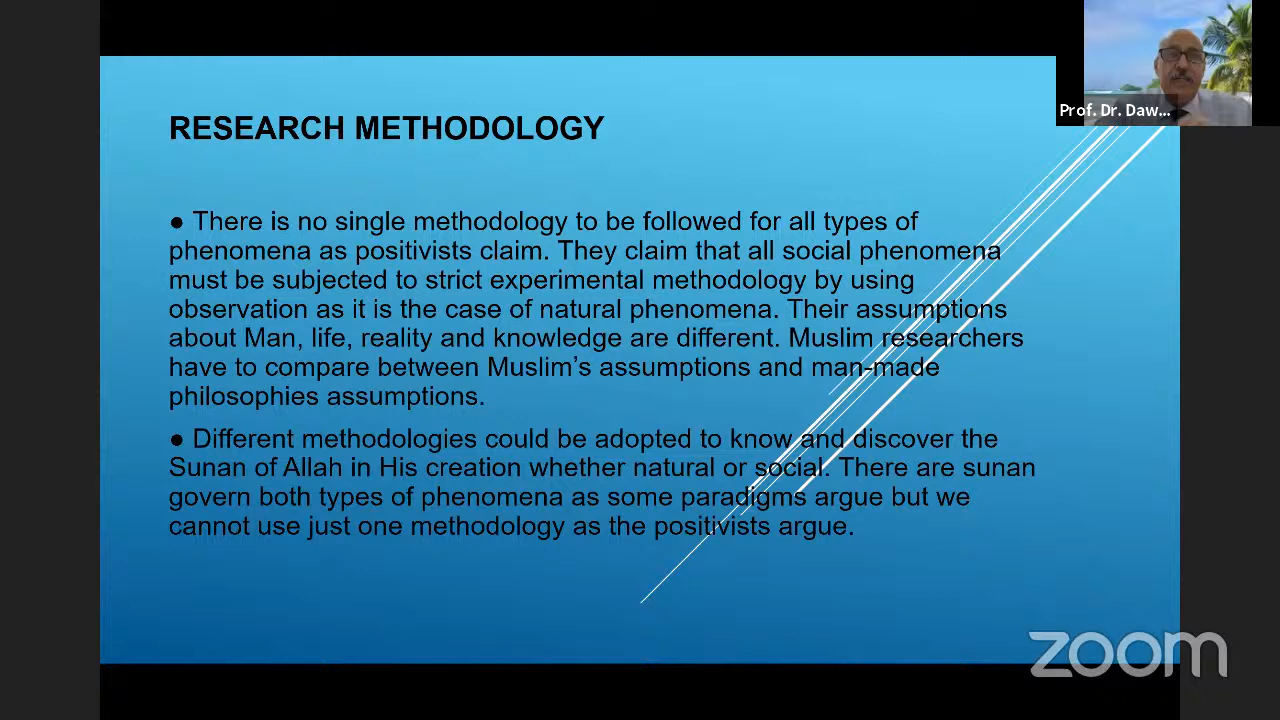 Prof. Dr. Daw...
RESEARCH METHODOLOGY
● There is no single methodology to be followed for all types of
phenomena as positivists claim. They claim that all social phenomena
must be subjected to strict experimental methodology by using
observation as it is the case of natural phenomena. Their assumptions
about Man, life, reality and knowledge are different. Muslim researchers
have to compare between Muslim’s assumptions and man-made
philosophies assumptions.
● Different methodologies could be adopted to know and discover the
Sunan of Allah in His creation whether natural or social. There are sunan
govern both types of phenomena as some paradigms argue but we
cannot use just one methodology as the positivists argue.
zoom